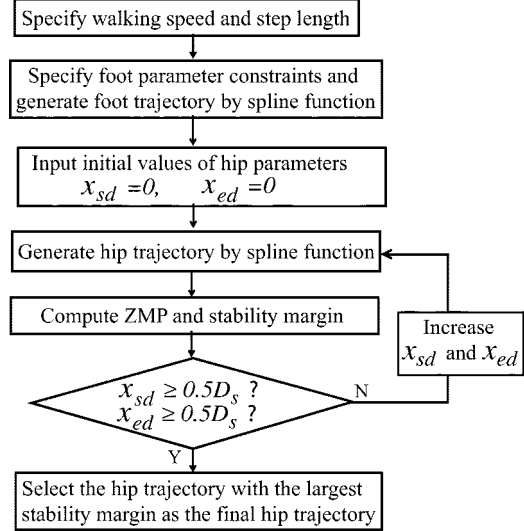 Specify walking speed and step length
Specify foot parameter constraints and
generate foot trajectory by spline function
Input initial values of hip parameters
x_sd =0, x_ed =0
Generate hip trajectory by spline function
Compute ZMP and stability margin
Increase
x_sd and x_ed
x_sd ≥ 0.5D_s ?
x_ed ≥ 0.5D_s ?
N
Y
Select the hip trajectory with the largest
stability margin as the final hip trajectory